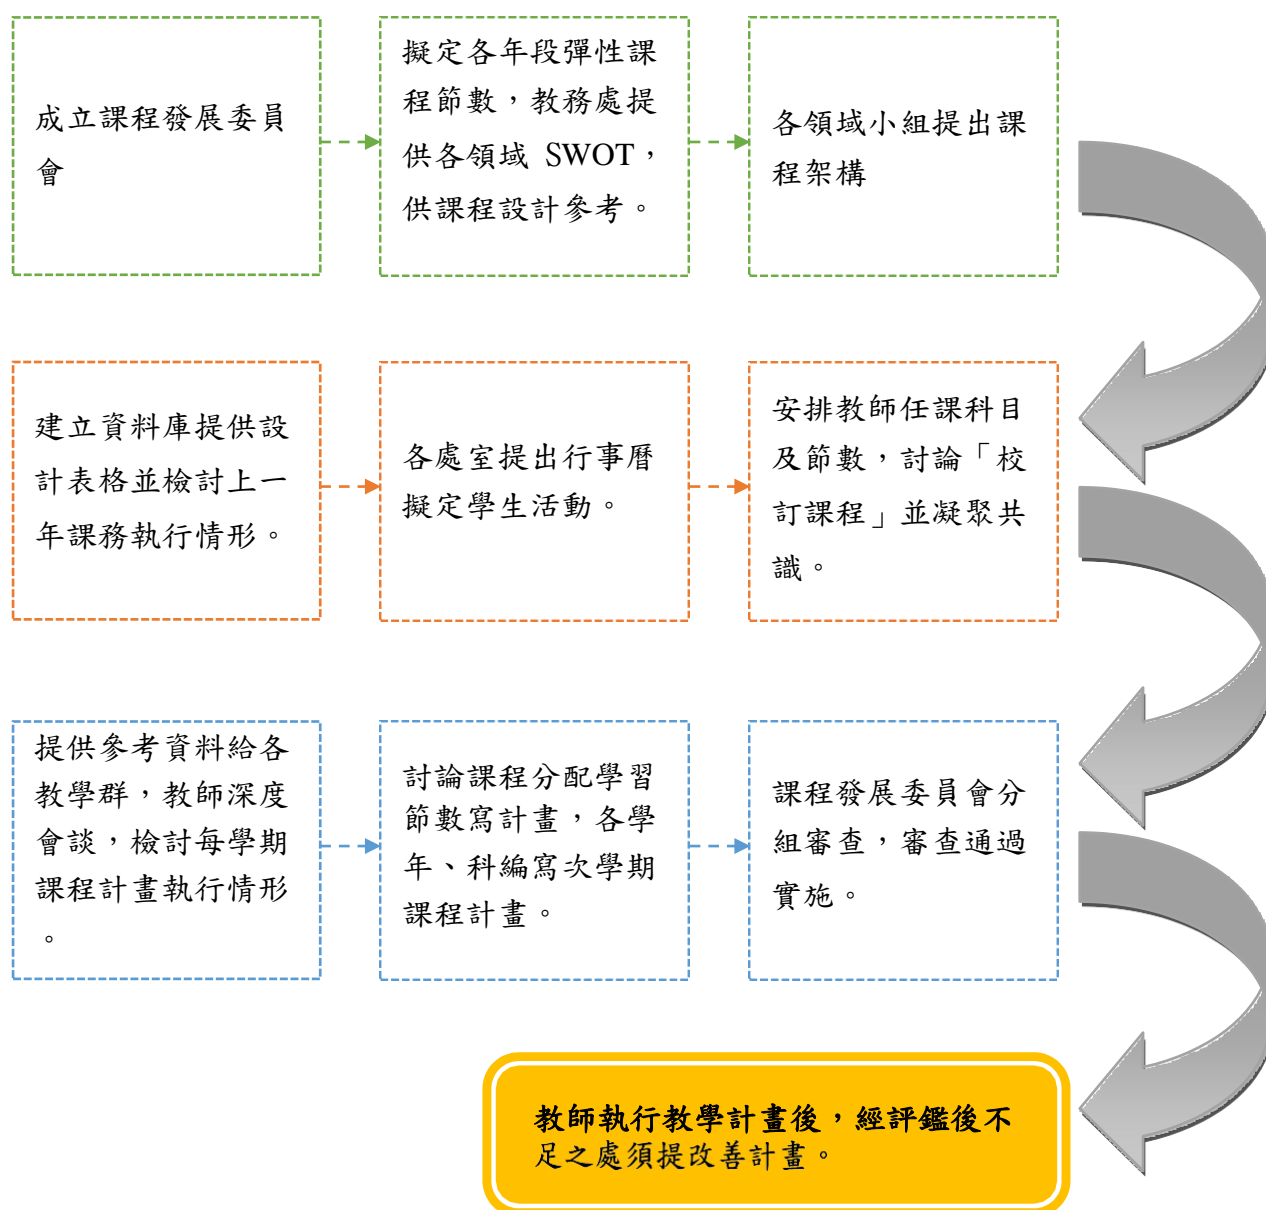 成立課程發展委員
會
擬定各年段彈性課
程節數，教務處提
供各領域 SWOT，
供課程設計參考。
各領域小組提出課
程架構
建立資料庫提供設
計表格並檢討上一
年課務執行情形。
各處室提出行事曆
擬定學生活動。
安排教師任課科目
及節數，討論「校
訂課程」並凝聚共
識。
提供參考資料給各
教學群，教師深度
會談，檢討每學期
課程計畫執行情形
。
討論課程分配學習
節數寫計畫，各學
年、科編寫次學期
課程計畫。
課程發展委員會分
組審查，審查通過
實施。
教師執行教學計畫後，經評鑑後不
足之處須提改善計畫。